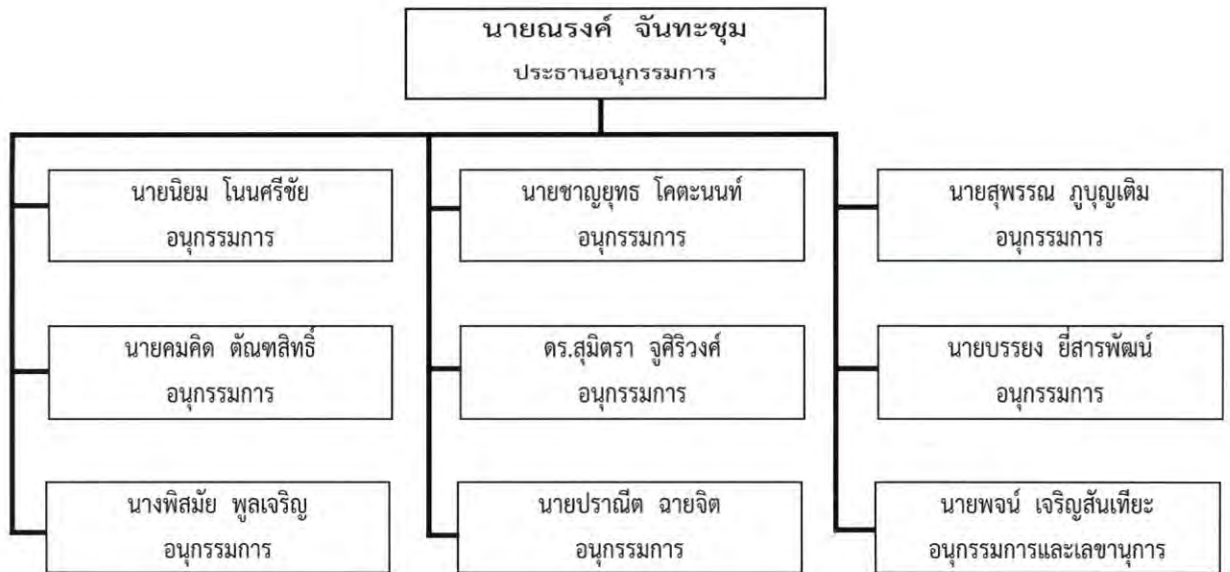 นายณรงค์ จันทะชุม
ประธานอนุกรรมการ
นายนิยม โนนศรีชัย
อนุกรรมการ
นายชาญยุทธ โคตะนนท์
อนุกรรมการ
นายสุพรรณ ภูบุญเติม
อนุกรรมการ
นายคมคิด ตัณฑสิทธิ์
อนุกรรมการ
ดร.สุมิตรา จูศิริวงศ์
อนุกรรมการ
นายบรรยง ยี่สารพัฒน์
อนุกรรมการ
นางพิสมัย พูลเจริญ
อนุกรรมการ
นายปราณีต ฉายจิต
อนุกรรมการ
นายพจน์ เจริญสันเทียะ
อนุกรรมการและเลขานุการ